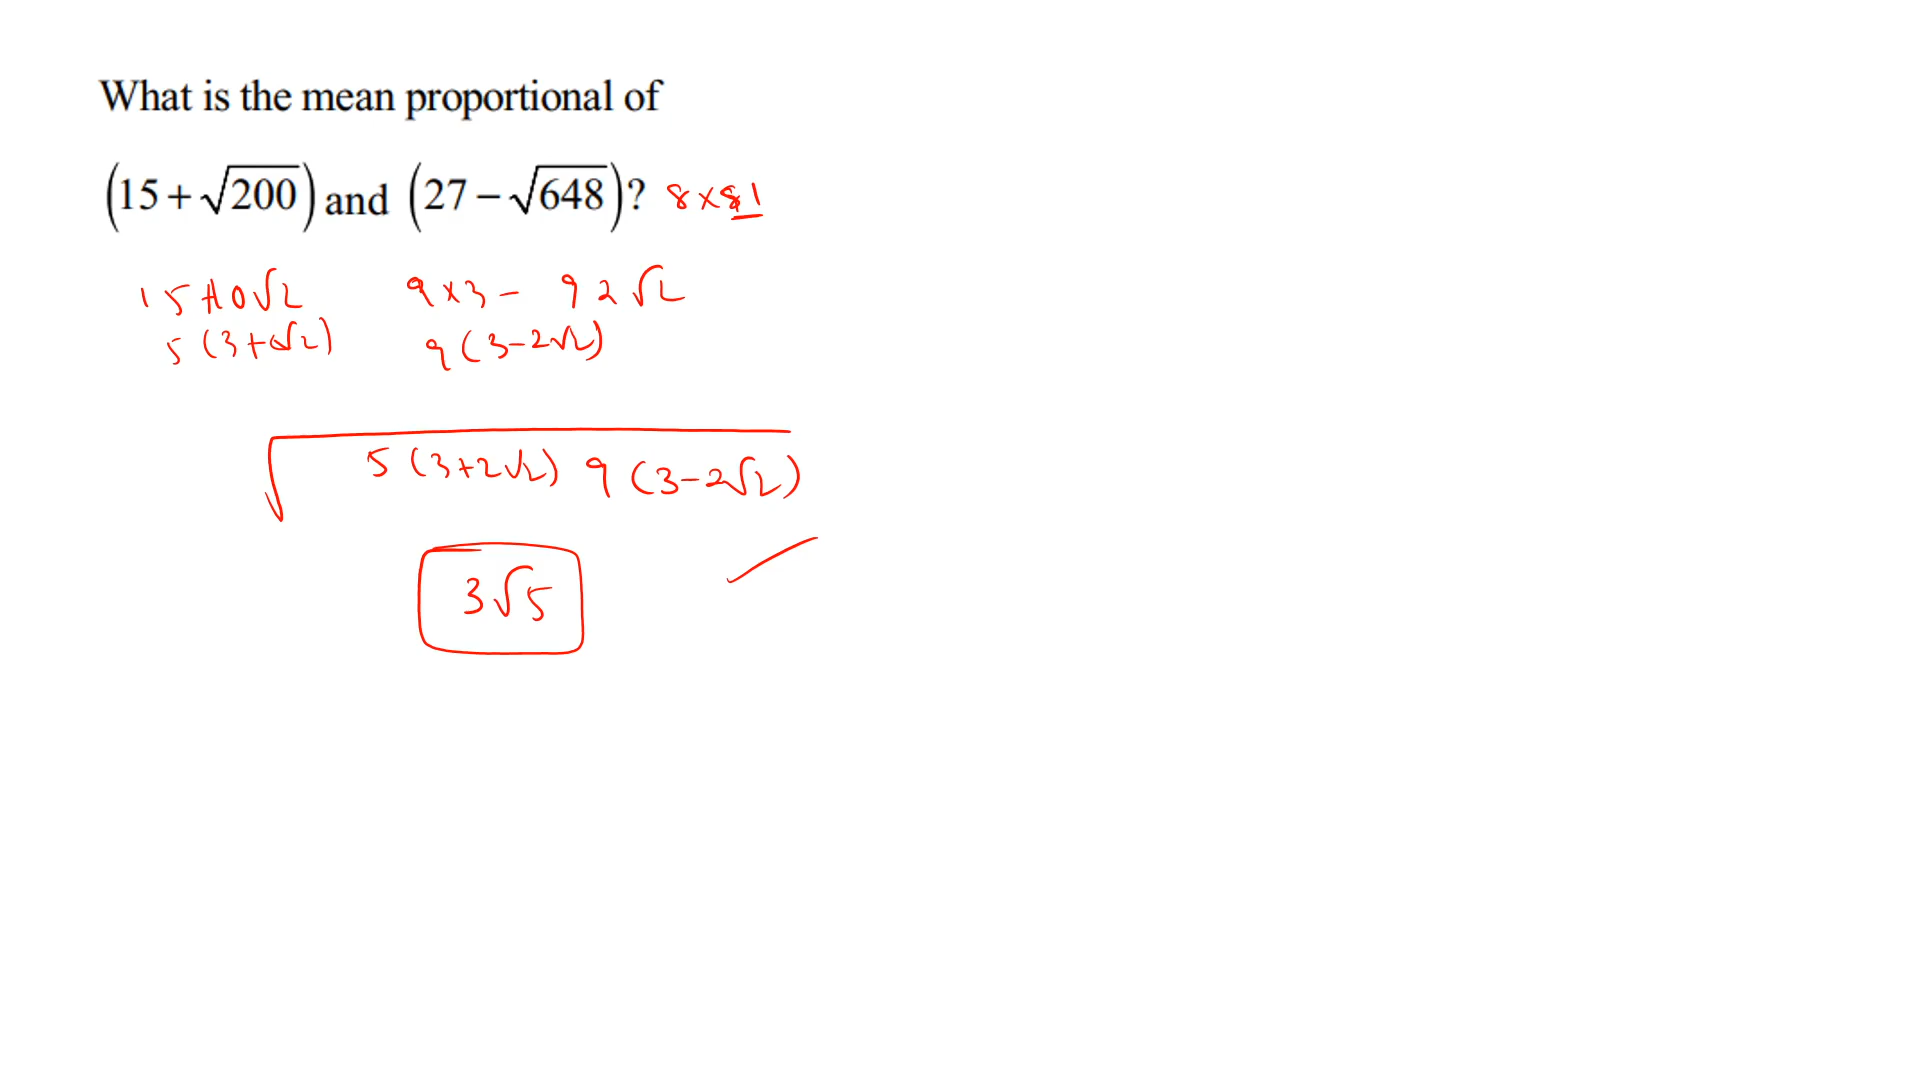 What is the mean proportional of
(15 + √200) and (27 − √648)? 8 × 81
15 + 10√2 9 × 3 − 9 2√2
5 (3 + 2√2) 9 (3 − 2√2)
√5 (3 + 2√2) 9 (3 − 2√2)
3√5